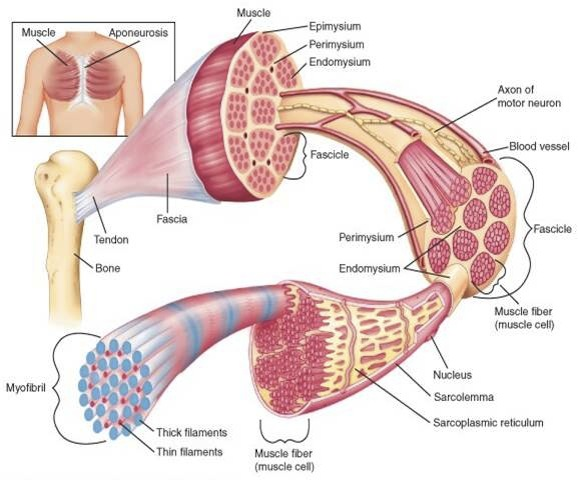 Muscle
Aponeurosis
Muscle
Epimysium
Perimysium
Endomysium
Axon of
motor neuron
Blood vessel
Fascicle
Fascicle
Fascia
Tendon
Bone
Perimysium
Endomysium
Muscle fiber
(muscle cell)
Nucleus
Sarcolemma
Sarcoplasmic reticulum
Myofibril
Thick filaments
Thin filaments
Muscle fiber
(muscle cell)